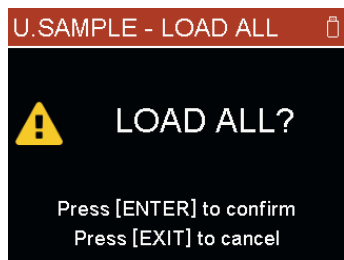 U.SAMPLE - LOAD ALL
LOAD ALL?
Press [ENTER] to confirm
Press [EXIT] to cancel